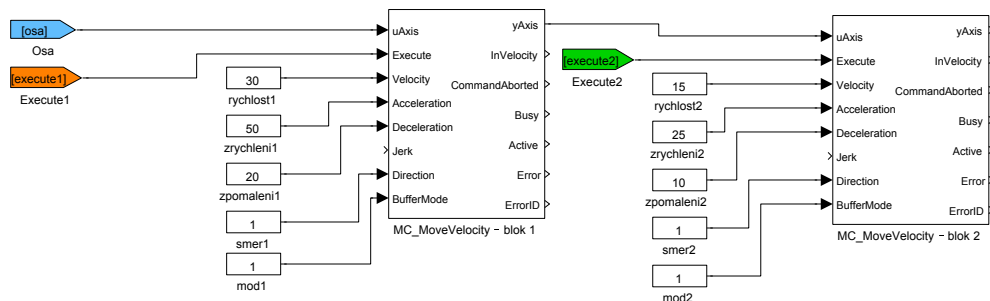 [osa]
Osa
[execute1]
Execute1
30
rychlost1
50
zrychleni1
20
zpomaleni1
1
smer1
1
mod1
uAxis
Execute
Velocity
Acceleration
Deceleration
Jerk
Direction
BufferMode
yAxis
InVelocity
CommandAborted
Busy
Active
Error
ErrorID
MC_MoveVelocity - blok 1
[execute2]
Execute2
15
rychlost2
25
zrychleni2
10
zpomaleni2
1
smer2
1
mod2
uAxis
Execute
Velocity
Acceleration
Deceleration
Jerk
Direction
BufferMode
yAxis
InVelocity
CommandAborted
Busy
Active
Error
ErrorID
MC_MoveVelocity - blok 2